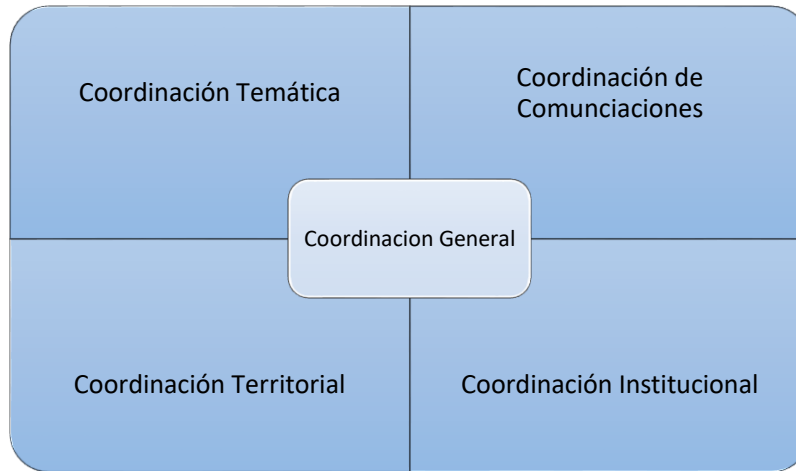 Coordinación Temática
Coordinación de
Comunciaciones
Coordinacion General
Coordinación Territorial
Coordinación Institucional